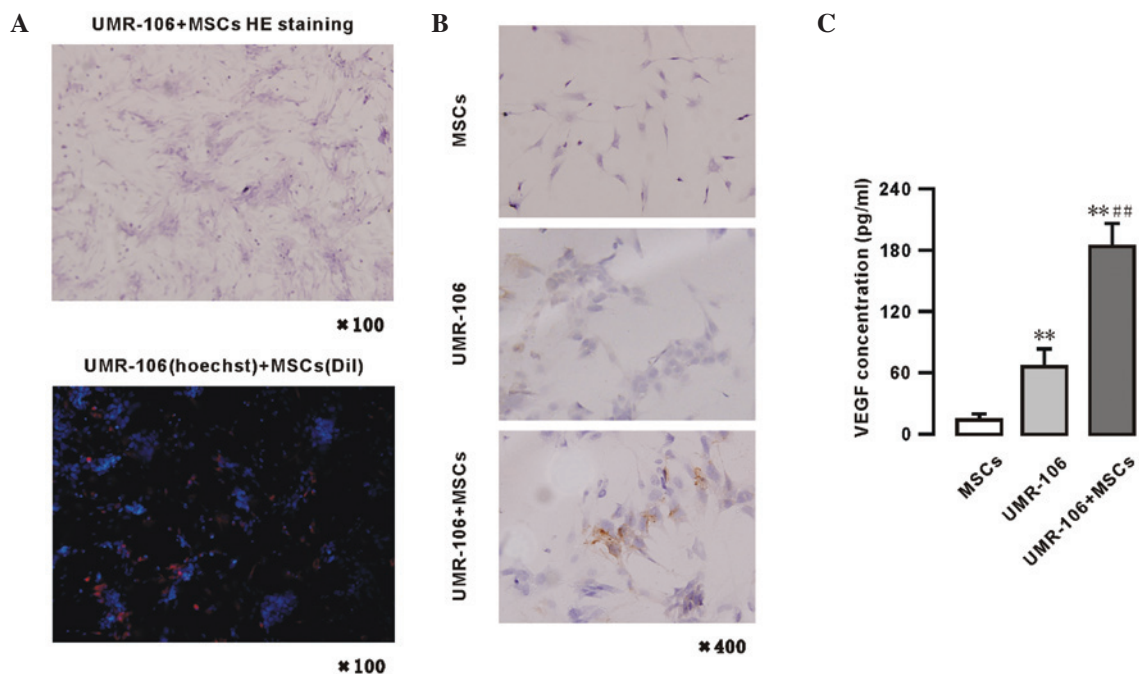 A
UMR-106+MSCs HE staining
×100
UMR-106(hoechst)+MSCs(Dil)
×100
B
MSCs
UMR-106
UMR-106+MSCs
×400
C
VEGF concentration (pg/ml)
240
180
120
60
0
**
**##
MSCs
UMR-106
UMR-106+MSCs